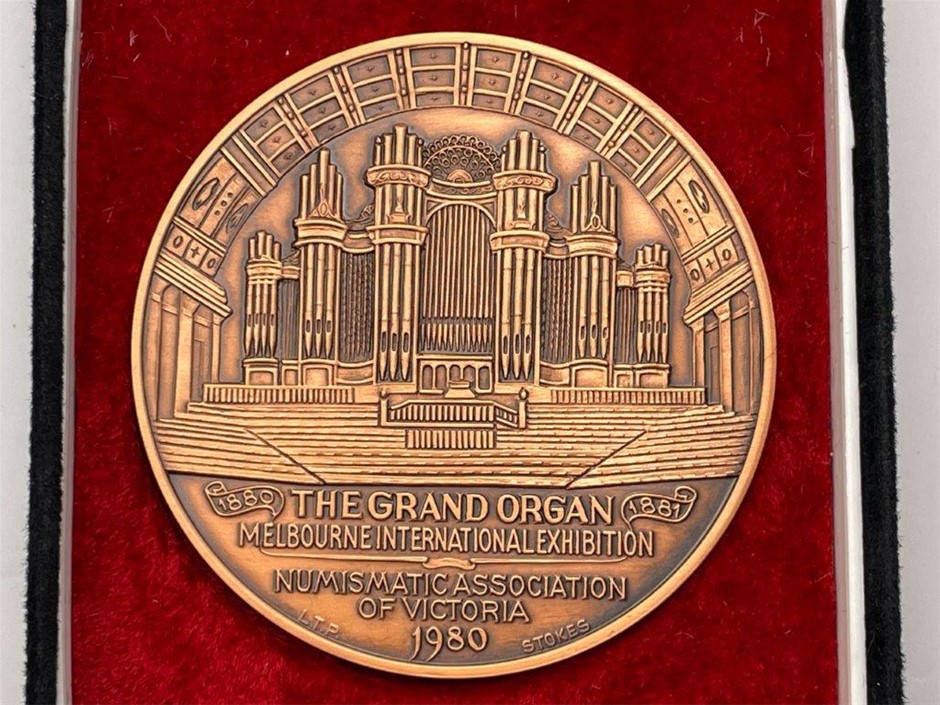 1880 THE GRAND ORGAN 1881
MELBOURNE INTERNATIONAL EXHIBITION
NUMISMATIC ASSOCIATION
OF VICTORIA
L.T.P. 1980 STOKES